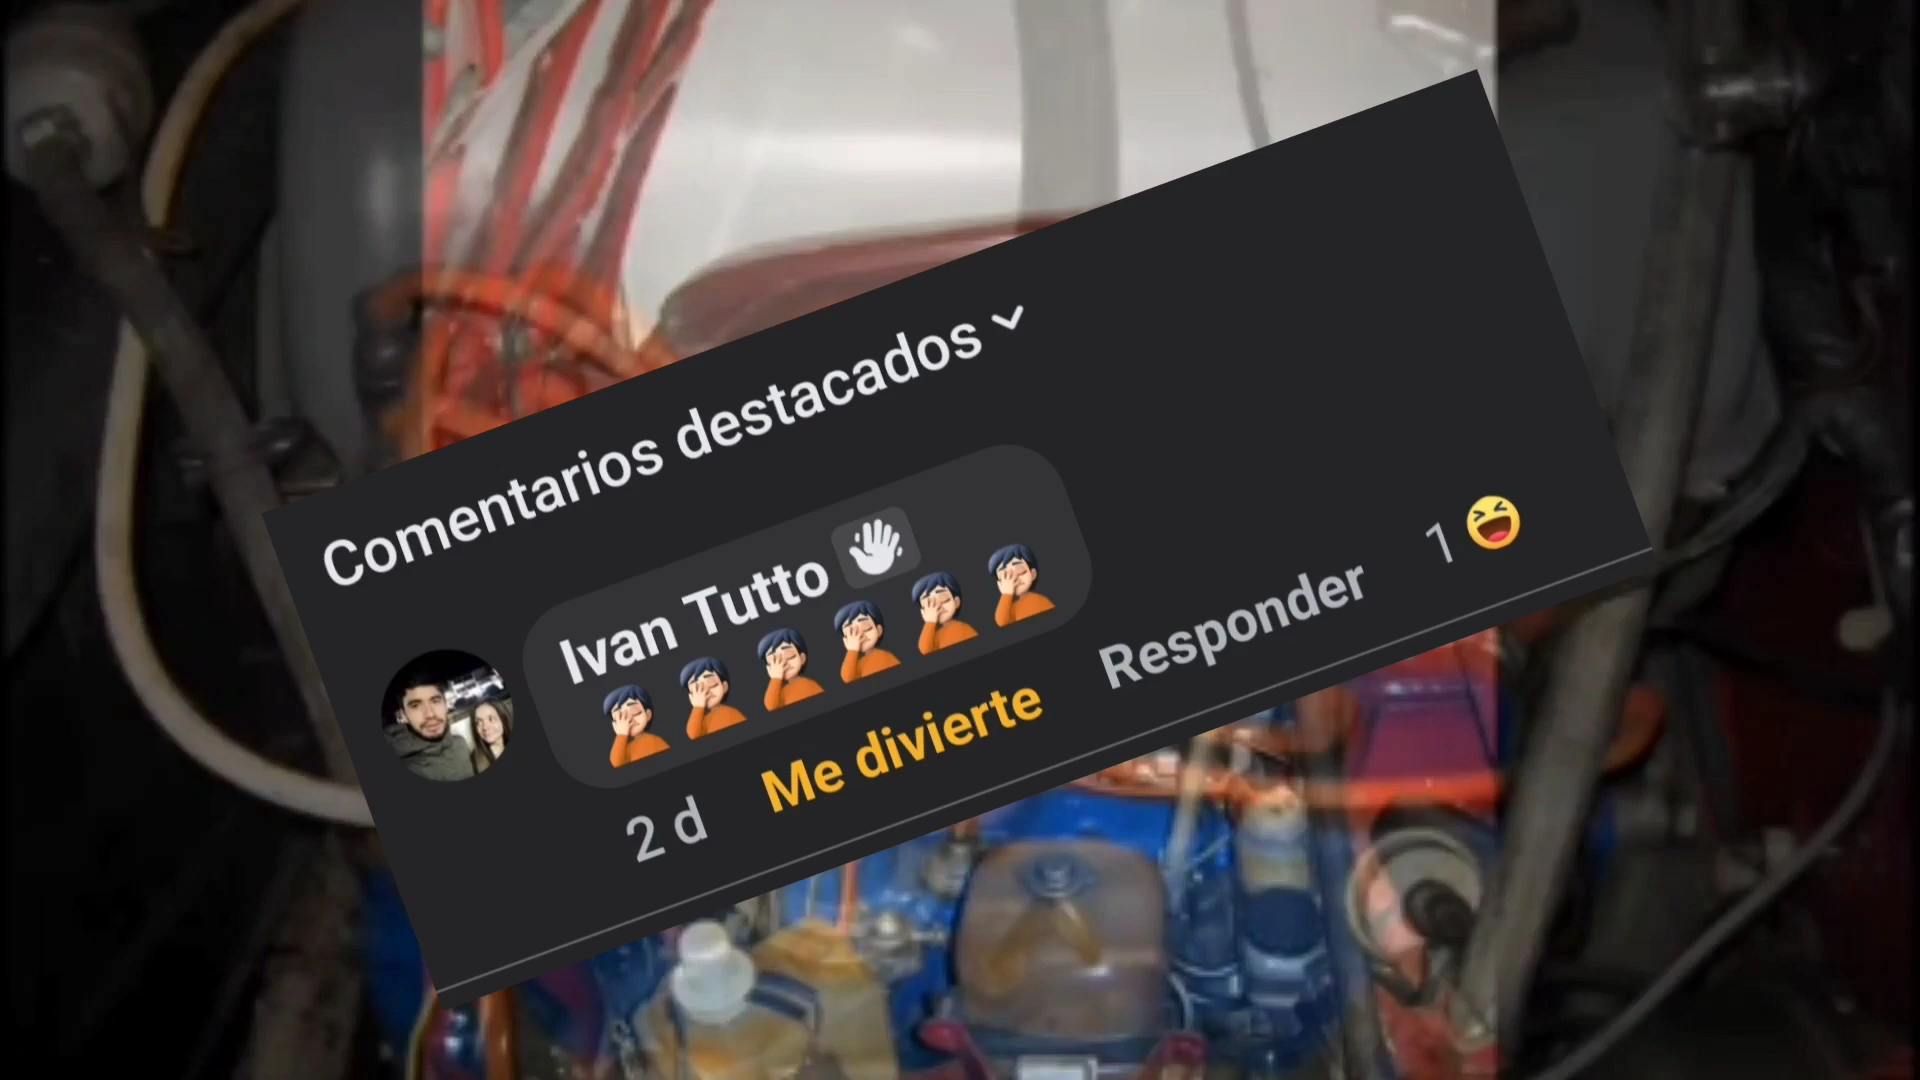 Comentarios destacados
Ivan Tutto 👋
🤦🏻🤦🏻🤦🏻🤦🏻🤦🏻🤦🏻
2 d Me divierte Responder 1 😆